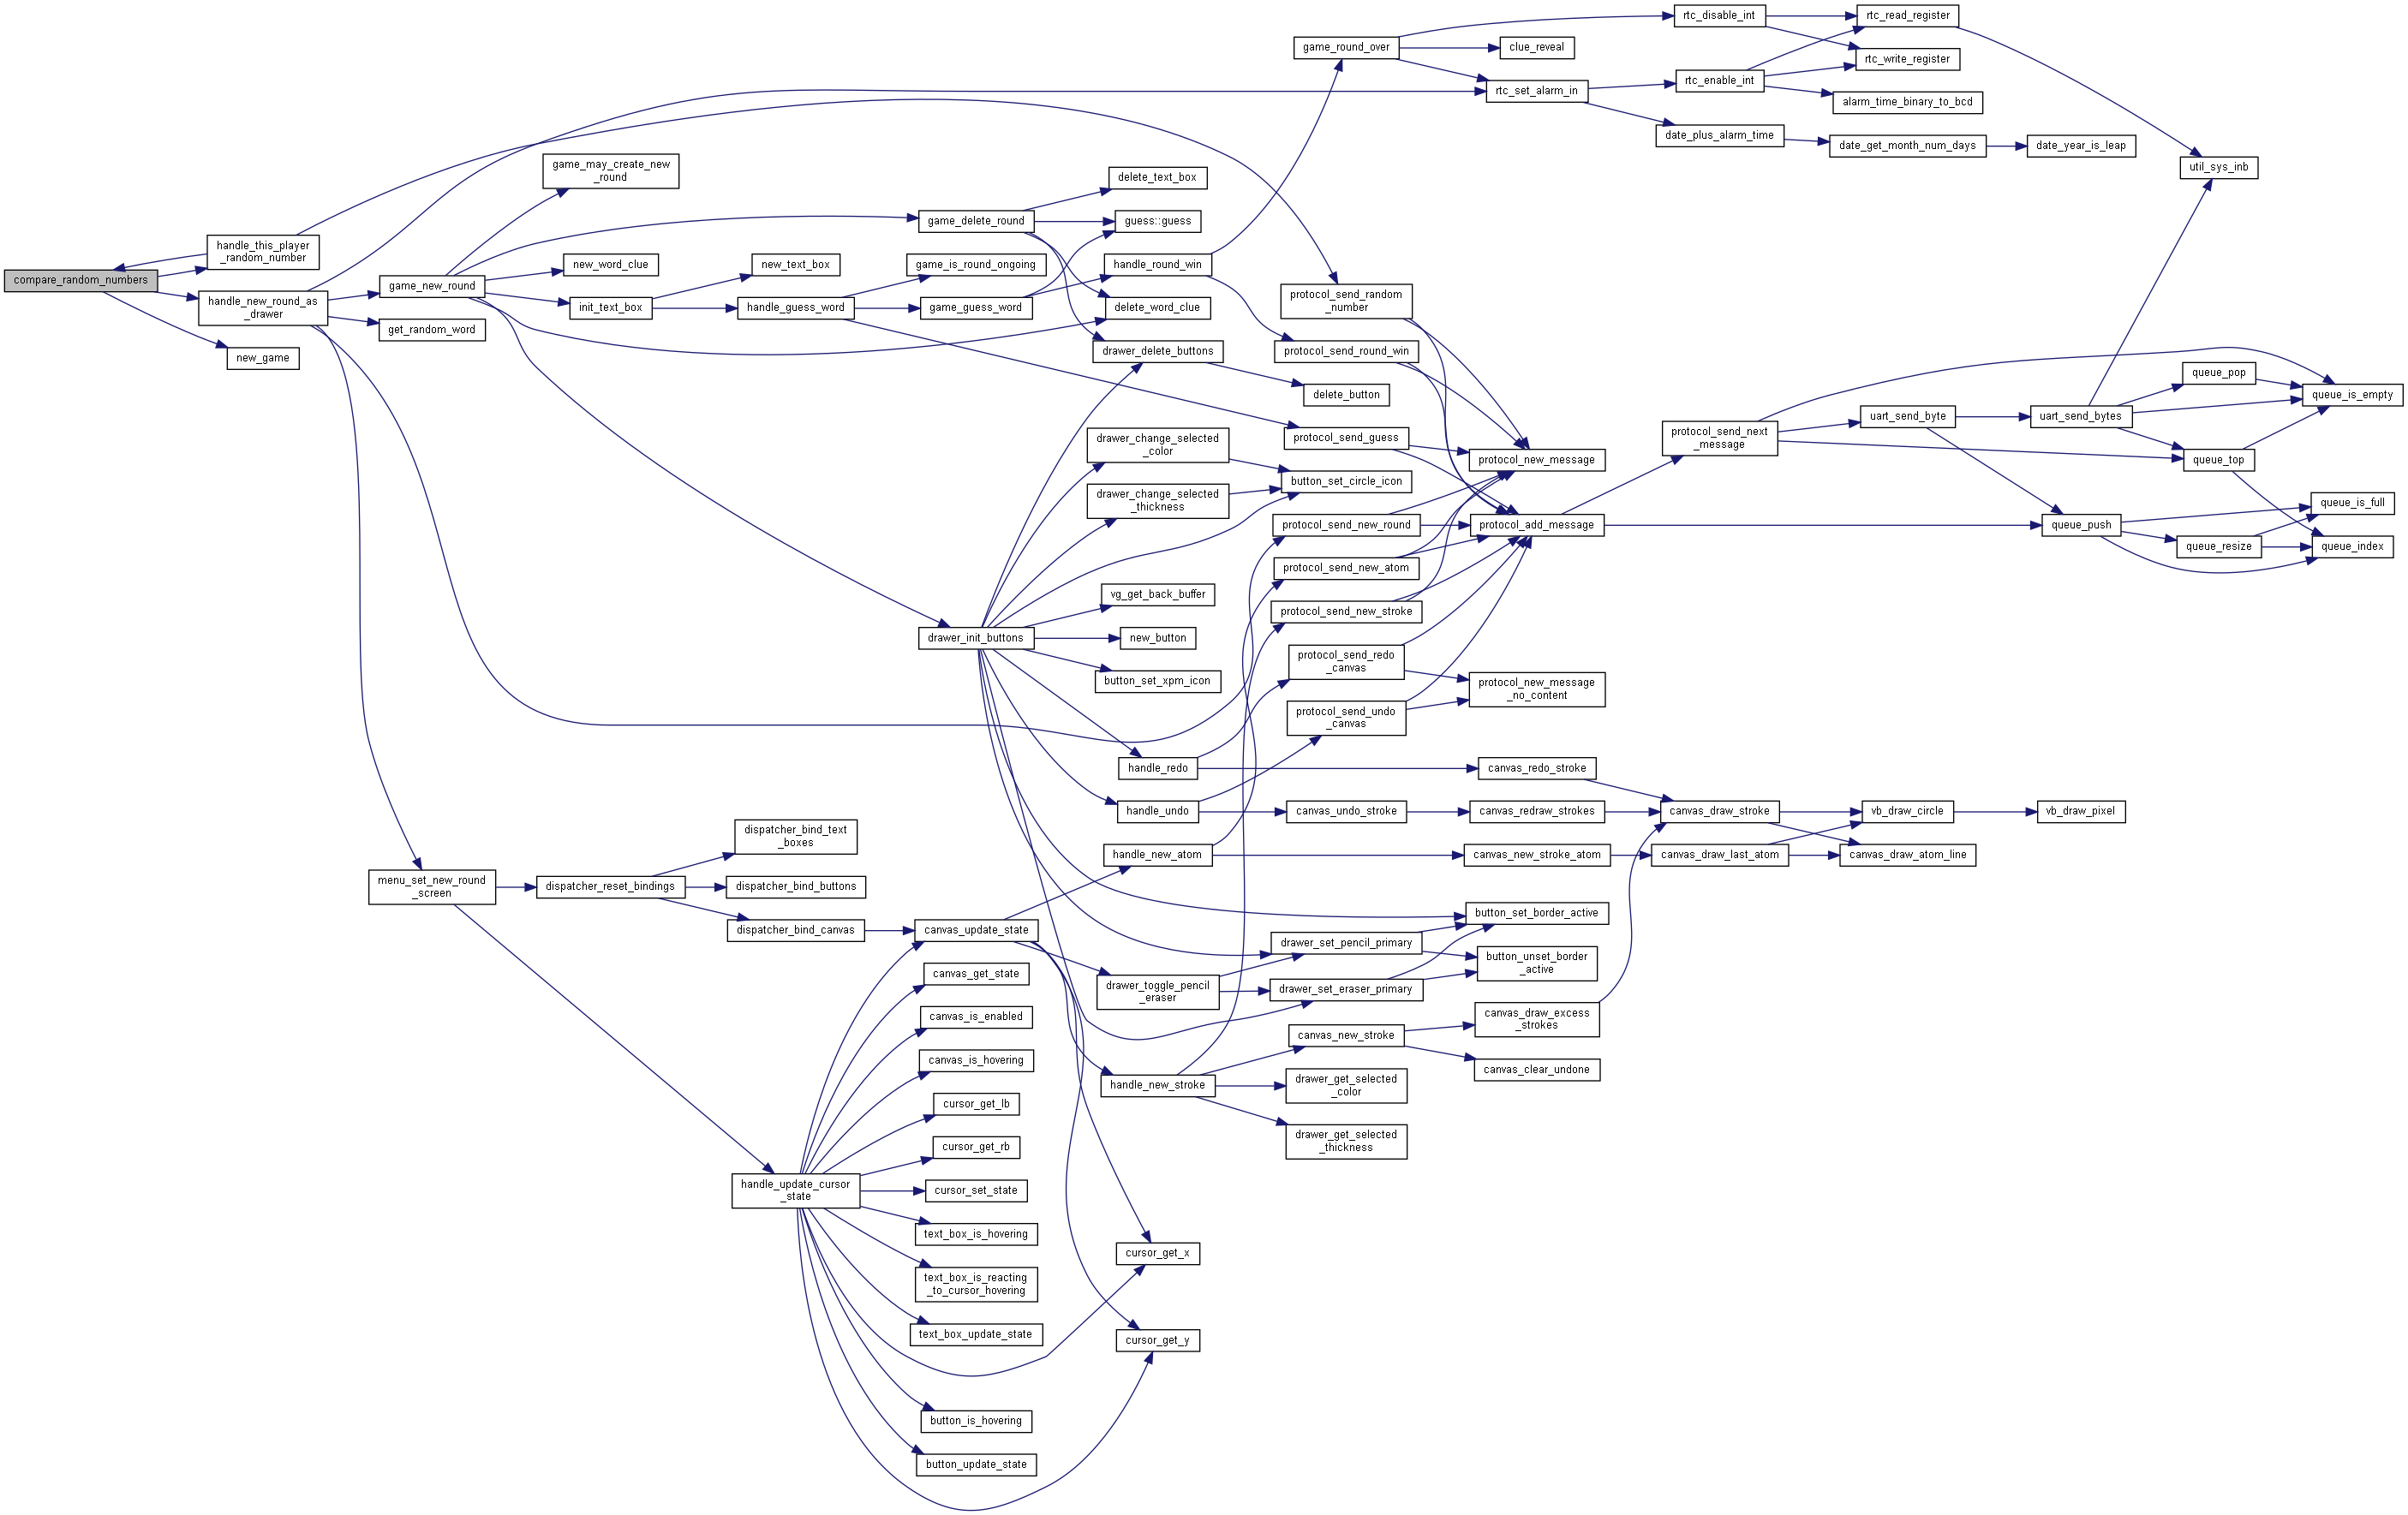 compare_random_numbers
handle_this_player
_random_number
handle_new_round_as
_drawer
new_game
game_new_round
get_random_word
menu_set_new_round
_screen
game_may_create_new
_round
new_word_clue
init_text_box
dispatcher_reset_bindings
new_text_box
handle_guess_word
dispatcher_bind_text
_boxes
dispatcher_bind_buttons
dispatcher_bind_canvas
handle_update_cursor
_state
game_delete_round
game_is_round_ongoing
game_guess_word
drawer_init_buttons
canvas_update_state
canvas_get_state
canvas_is_enabled
canvas_is_hovering
cursor_get_lb
cursor_get_rb
cursor_set_state
text_box_is_hovering
text_box_is_reacting
_to_cursor_hovering
text_box_update_state
button_is_hovering
button_update_state
delete_text_box
guess::guess
handle_round_win
delete_word_clue
drawer_delete_buttons
drawer_change_selected
_color
drawer_change_selected
_thickness
vg_get_back_buffer
new_button
button_set_xpm_icon
handle_redo
handle_undo
handle_new_atom
drawer_toggle_pencil
_eraser
handle_new_stroke
cursor_get_x
cursor_get_y
game_round_over
protocol_send_random
_number
protocol_send_round_win
delete_button
protocol_send_guess
button_set_circle_icon
protocol_send_new_round
protocol_send_new_atom
protocol_send_new_stroke
protocol_send_redo
_canvas
protocol_send_undo
_canvas
canvas_undo_stroke
drawer_set_pencil_primary
drawer_set_eraser_primary
canvas_new_stroke
drawer_get_selected
_color
drawer_get_selected
_thickness
clue_reveal
rtc_set_alarm_in
protocol_new_message
protocol_add_message
protocol_new_message
_no_content
canvas_redo_stroke
canvas_redraw_strokes
canvas_new_stroke_atom
button_set_border_active
button_unset_border
_active
canvas_draw_excess
_strokes
canvas_clear_undone
rtc_disable_int
rtc_enable_int
date_plus_alarm_time
protocol_send_next
_message
canvas_draw_stroke
canvas_draw_last_atom
rtc_read_register
rtc_write_register
alarm_time_binary_to_bcd
date_get_month_num_days
uart_send_byte
vb_draw_circle
canvas_draw_atom_line
date_year_is_leap
uart_send_bytes
queue_push
vb_draw_pixel
util_sys_inb
queue_pop
queue_top
queue_resize
queue_is_empty
queue_is_full
queue_index